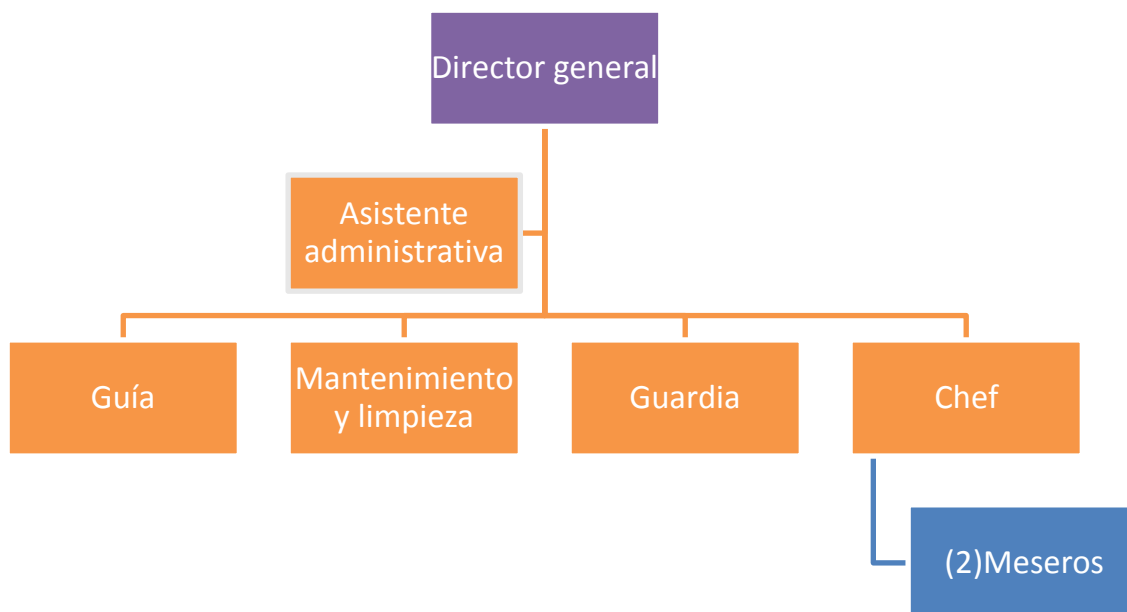 Director general
Asistente
administrativa
Guía
Mantenimiento
y limpieza
Guardia
Chef
(2)Meseros